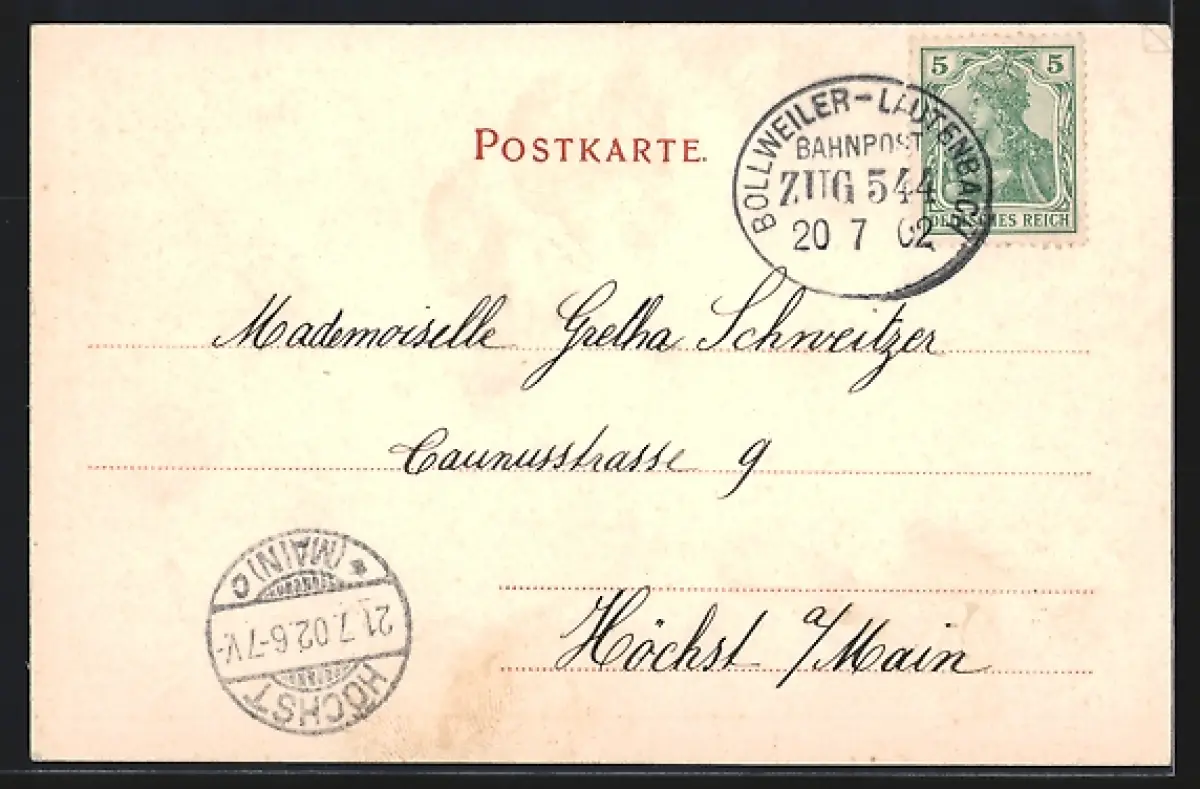 POSTKARTE.
5 5
DEUTSCHES REICH
BOLLWEILER-LAUTENBACH
BAHNPOST
ZUG 544
20 7 02
Mademoiselle Gretha Schweitzer
Taunusstrasse 9
Höchst a/Main
HÖCHST
21.7.02.6-7V.
* (MAIN) c